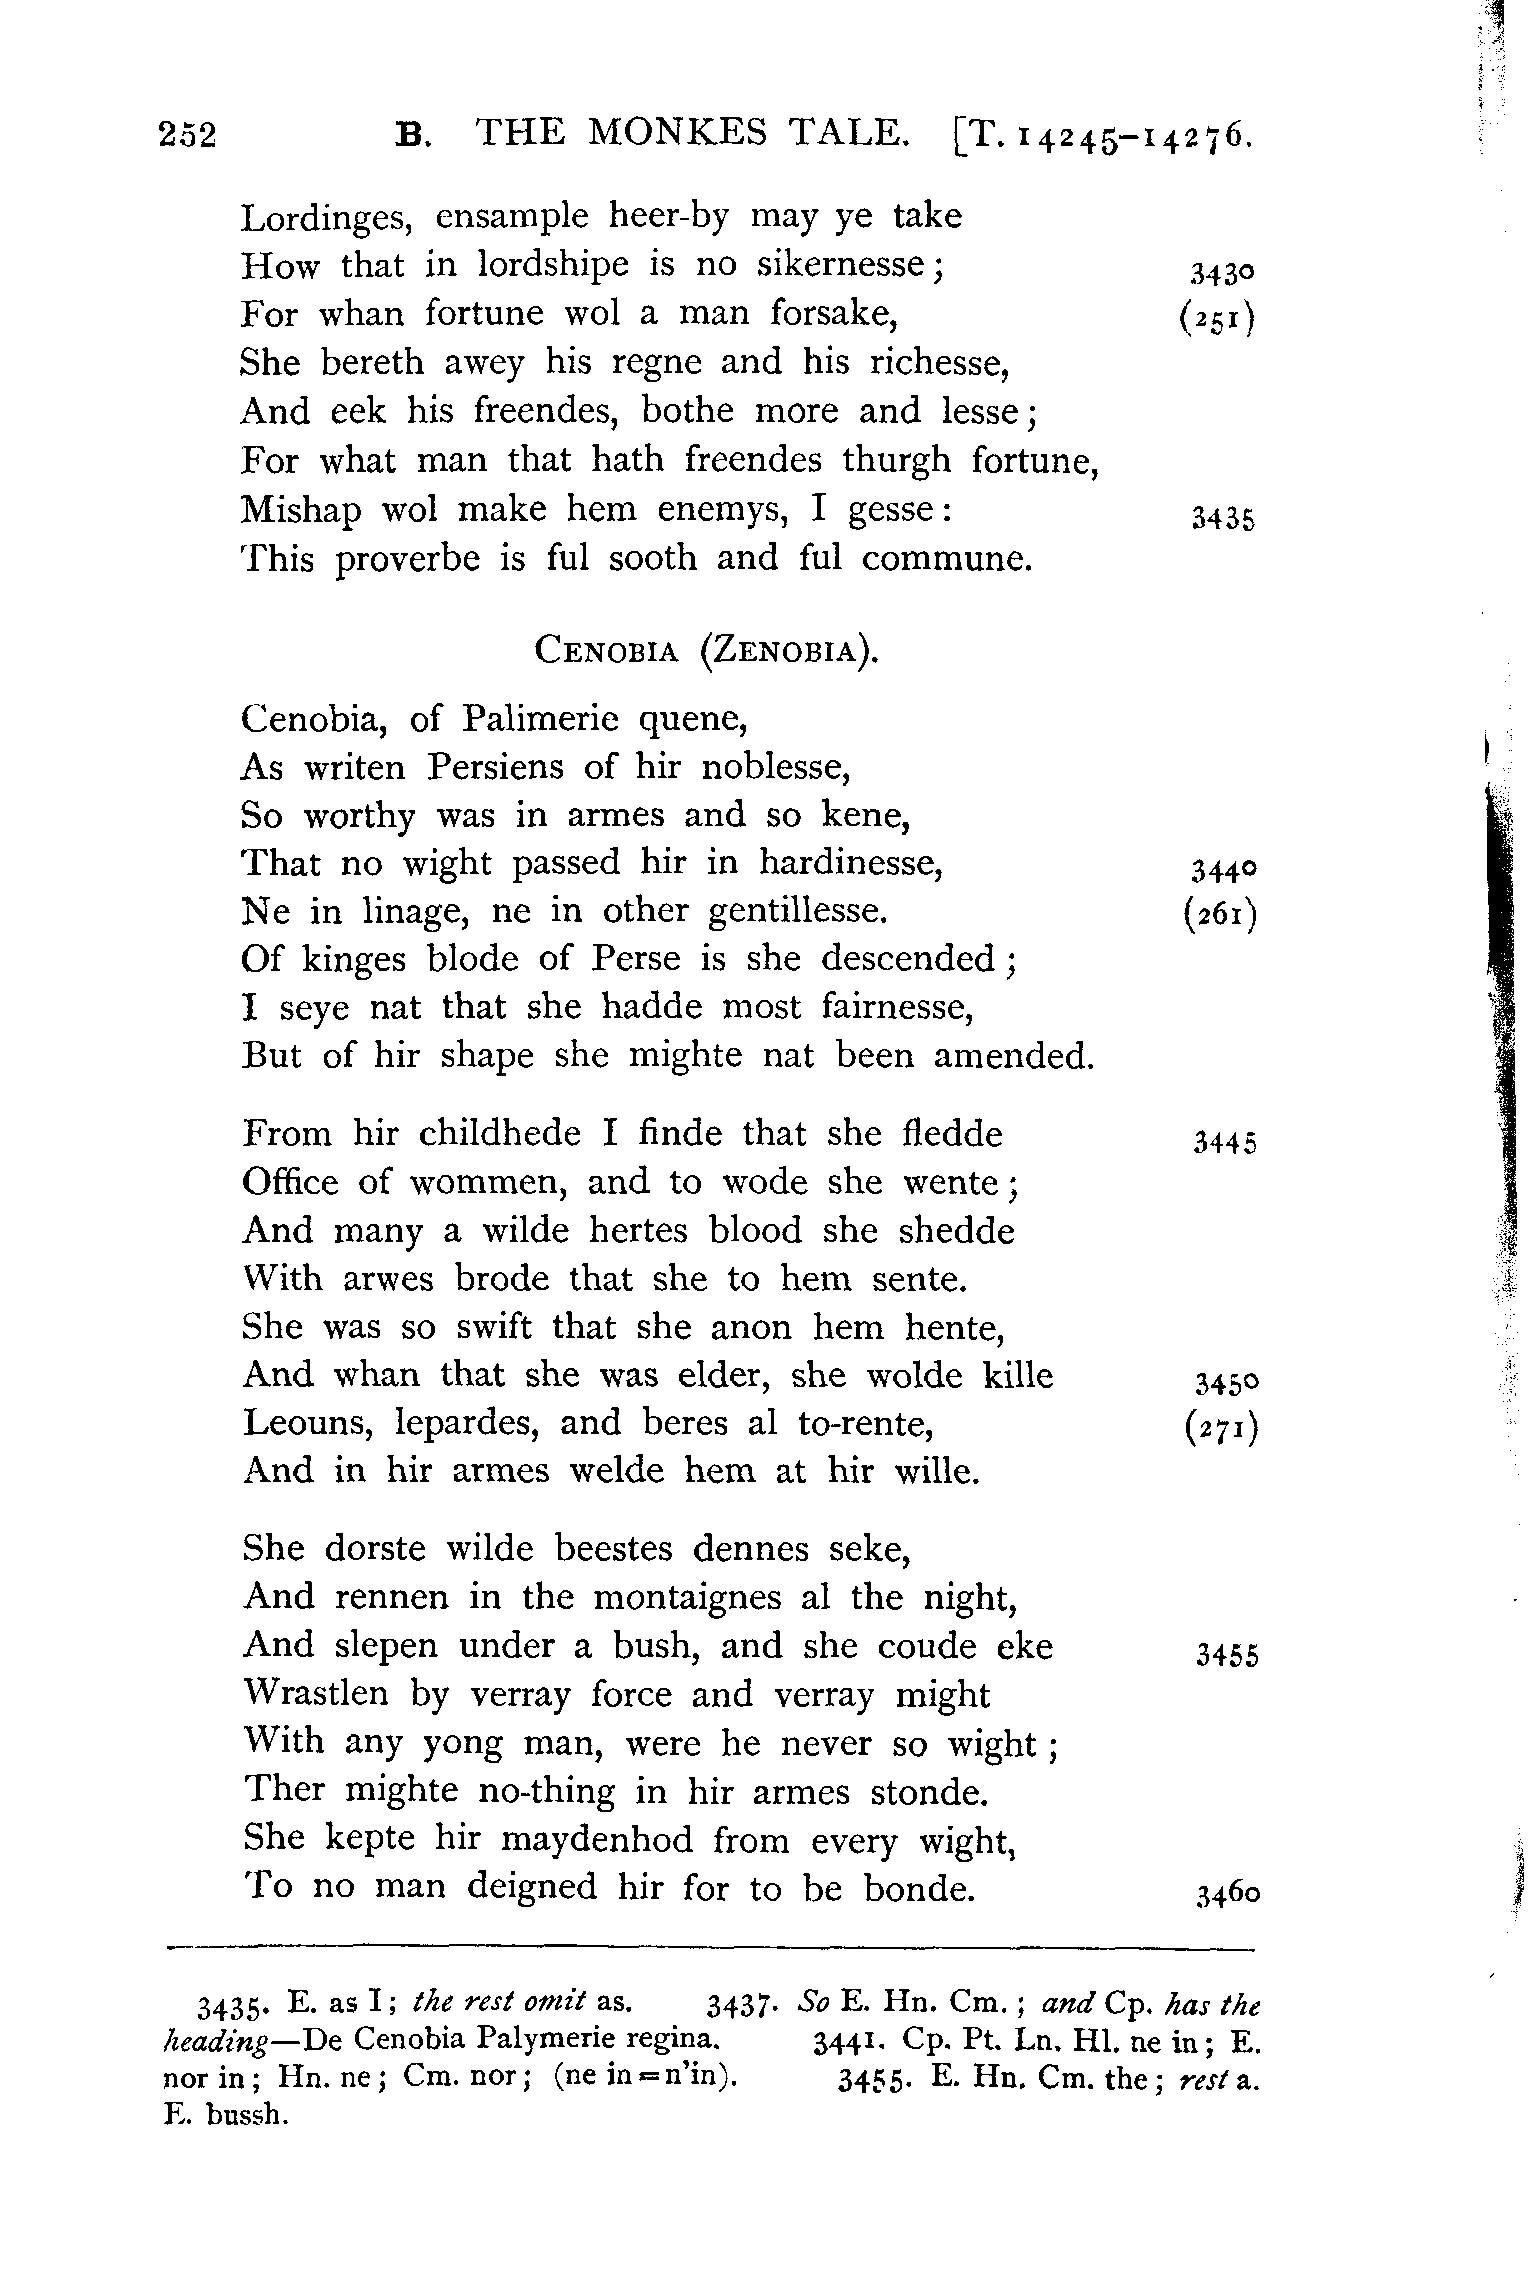 252 B. THE MONKES TALE. [T. 14245–14276.
Lordinges, ensample heer-by may ye take
How that in lordshipe is no sikernesse; 3430
For whan fortune wol a man forsake, (251)
She bereth awey his regne and his richesse,
And eek his freendes, bothe more and lesse;
For what man that hath freendes thurgh fortune,
Mishap wol make hem enemys, I gesse: 3435
This proverbe is ful sooth and ful commune.
CENOBIA (ZENOBIA).
Cenobia, of Palimerie quene,
As writen Persiens of hir noblesse,
So worthy was in armes and so kene,
That no wight passed hir in hardinesse, 3440
Ne in linage, ne in other gentillesse. (261)
Of kinges blode of Perse is she descended;
I seye nat that she hadde most fairnesse,
But of hir shape she mighte nat been amended.
From hir childhede I finde that she fledde 3445
Office of wommen, and to wode she wente;
And many a wilde hertes blood she shedde
With arwes brode that she to hem sente.
She was so swift that she anon hem hente,
And whan that she was elder, she wolde kille 3450
Leouns, lepardes, and beres al to-rente, (271)
And in hir armes welde hem at hir wille.
She dorste wilde beestes dennes seke,
And rennen in the montaignes al the night,
And slepen under a bush, and she coude eke 3455
Wrastlen by verray force and verray might
With any yong man, were he never so wight;
Ther mighte no-thing in hir armes stonde.
She kepte hir maydenhod from every wight,
To no man deigned hir for to be bonde. 3460
3435. E. as I; the rest omit as. 3437. So E. Hn. Cm.; and Cp. has the
heading—De Cenobia Palymerie regina. 3441. Cp. Pt. Ln. Hl. ne in; E.
nor in; Hn. ne; Cm. nor; (ne in=n'in). 3455. E. Hn. Cm. the; rest a.
E. bussh.